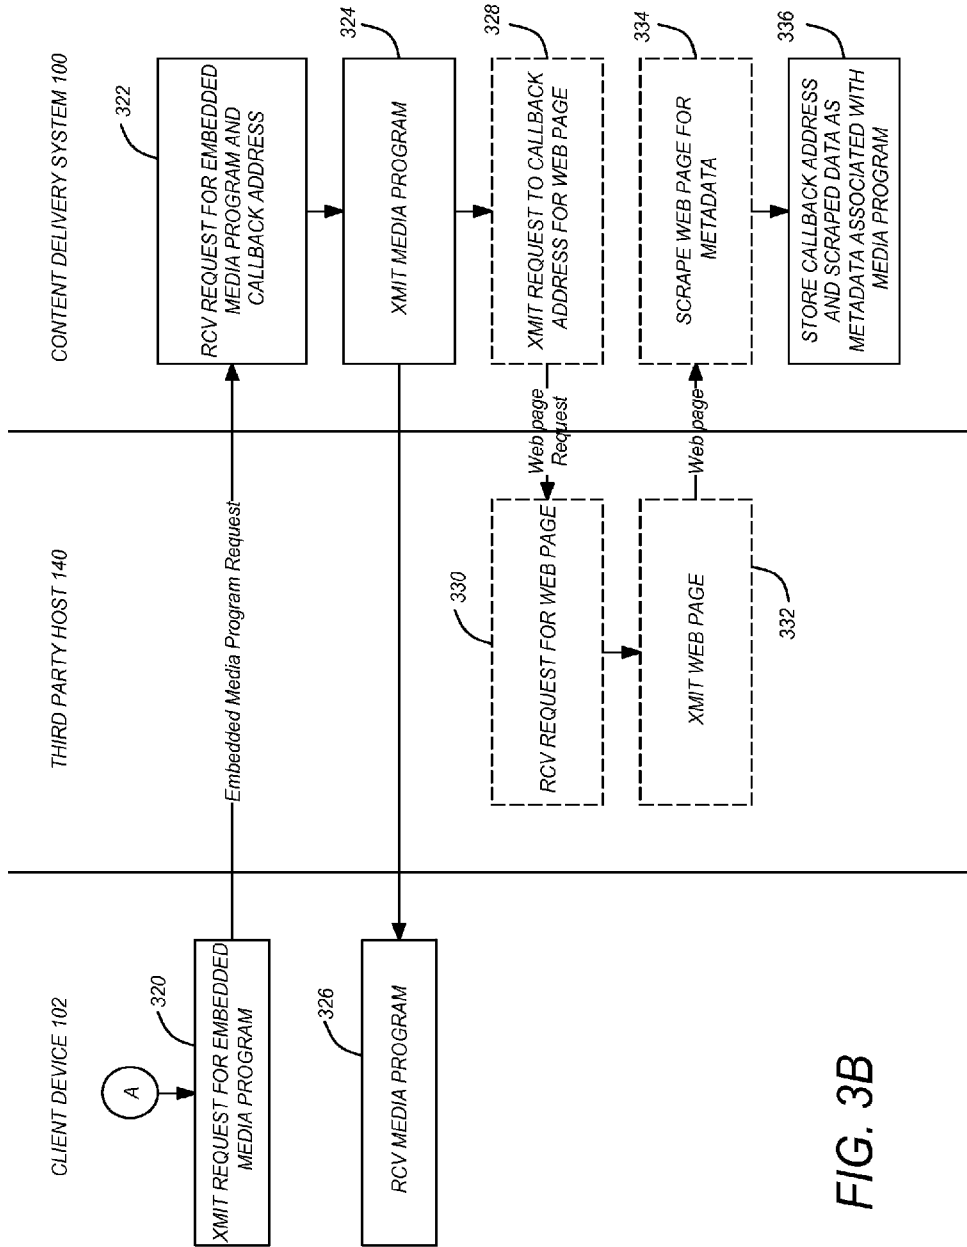 CLIENT DEVICE 102
THIRD PARTY HOST 140
CONTENT DELIVERY SYSTEM 100
A
320
XMIT REQUEST FOR EMBEDDED
MEDIA PROGRAM
Embedded Media Program Request
322
RCV REQUEST FOR EMBEDDED
MEDIA PROGRAM AND
CALLBACK ADDRESS
324
XMIT MEDIA PROGRAM
326
RCV MEDIA PROGRAM
328
XMIT REQUEST TO CALLBACK
ADDRESS FOR WEB PAGE
Web page
Request
330
RCV REQUEST FOR WEB PAGE
332
XMIT WEB PAGE
Web page
334
SCRAPE WEB PAGE FOR
METADATA
336
STORE CALLBACK ADDRESS
AND SCRAPED DATA AS
METADATA ASSOCIATED WITH
MEDIA PROGRAM
FIG. 3B